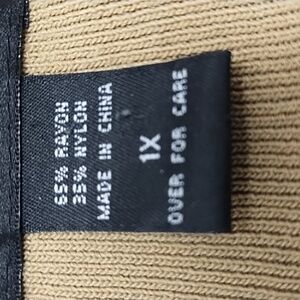 65% RAYON
35% NYLON
MADE IN CHINA
1X
OVER FOR CARE